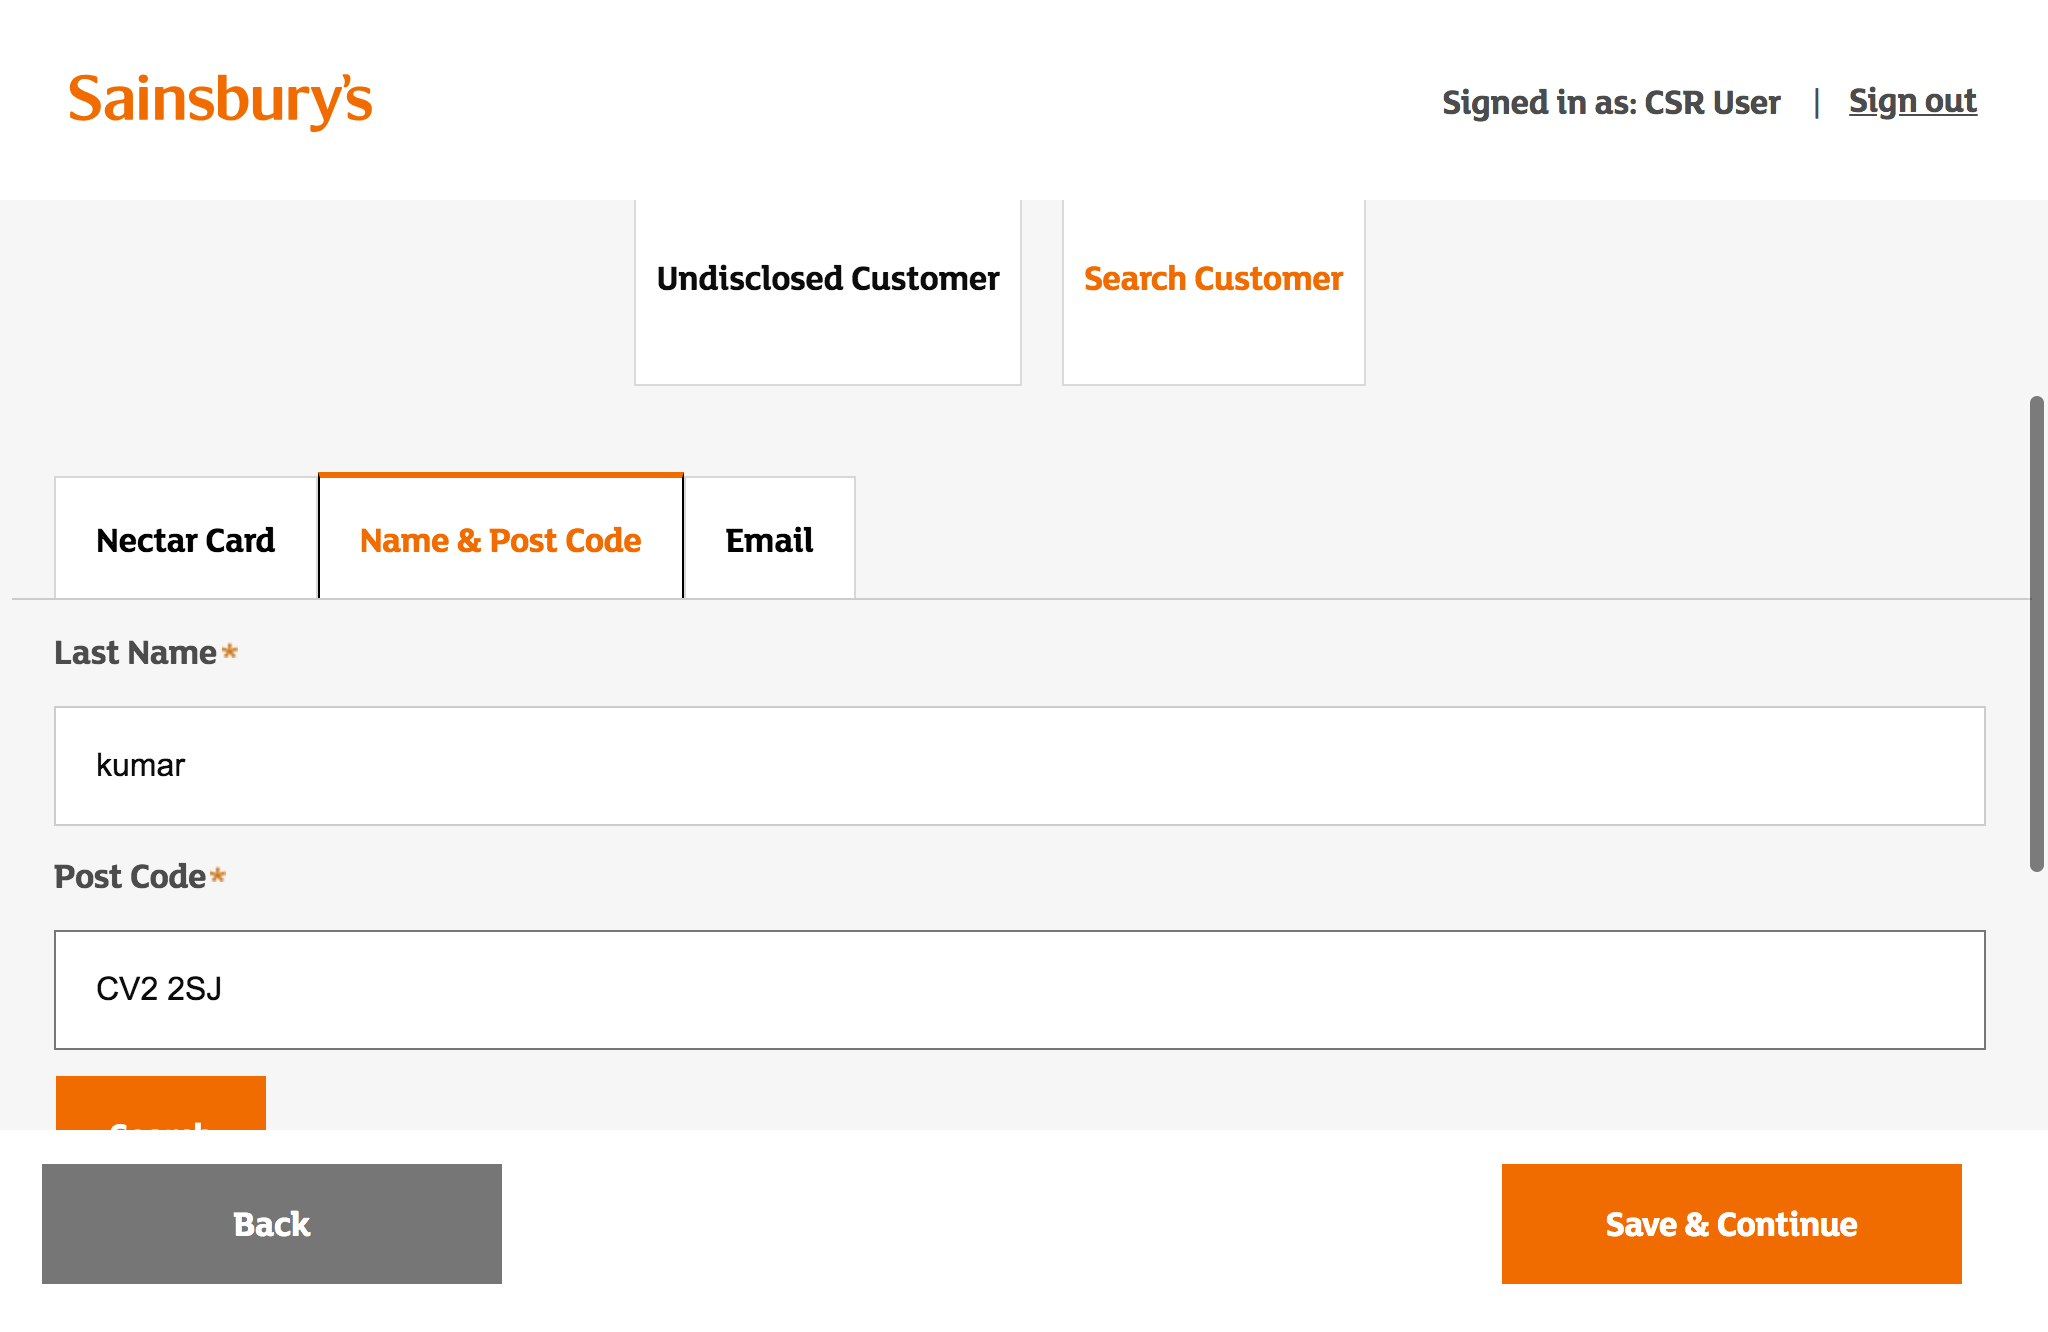 Sainsbury's
Signed in as: CSR User | Sign out
Undisclosed Customer
Search Customer
Nectar Card
Name & Post Code
Email
Last Name*
kumar
Post Code*
CV2 2SJ
Back
Save & Continue